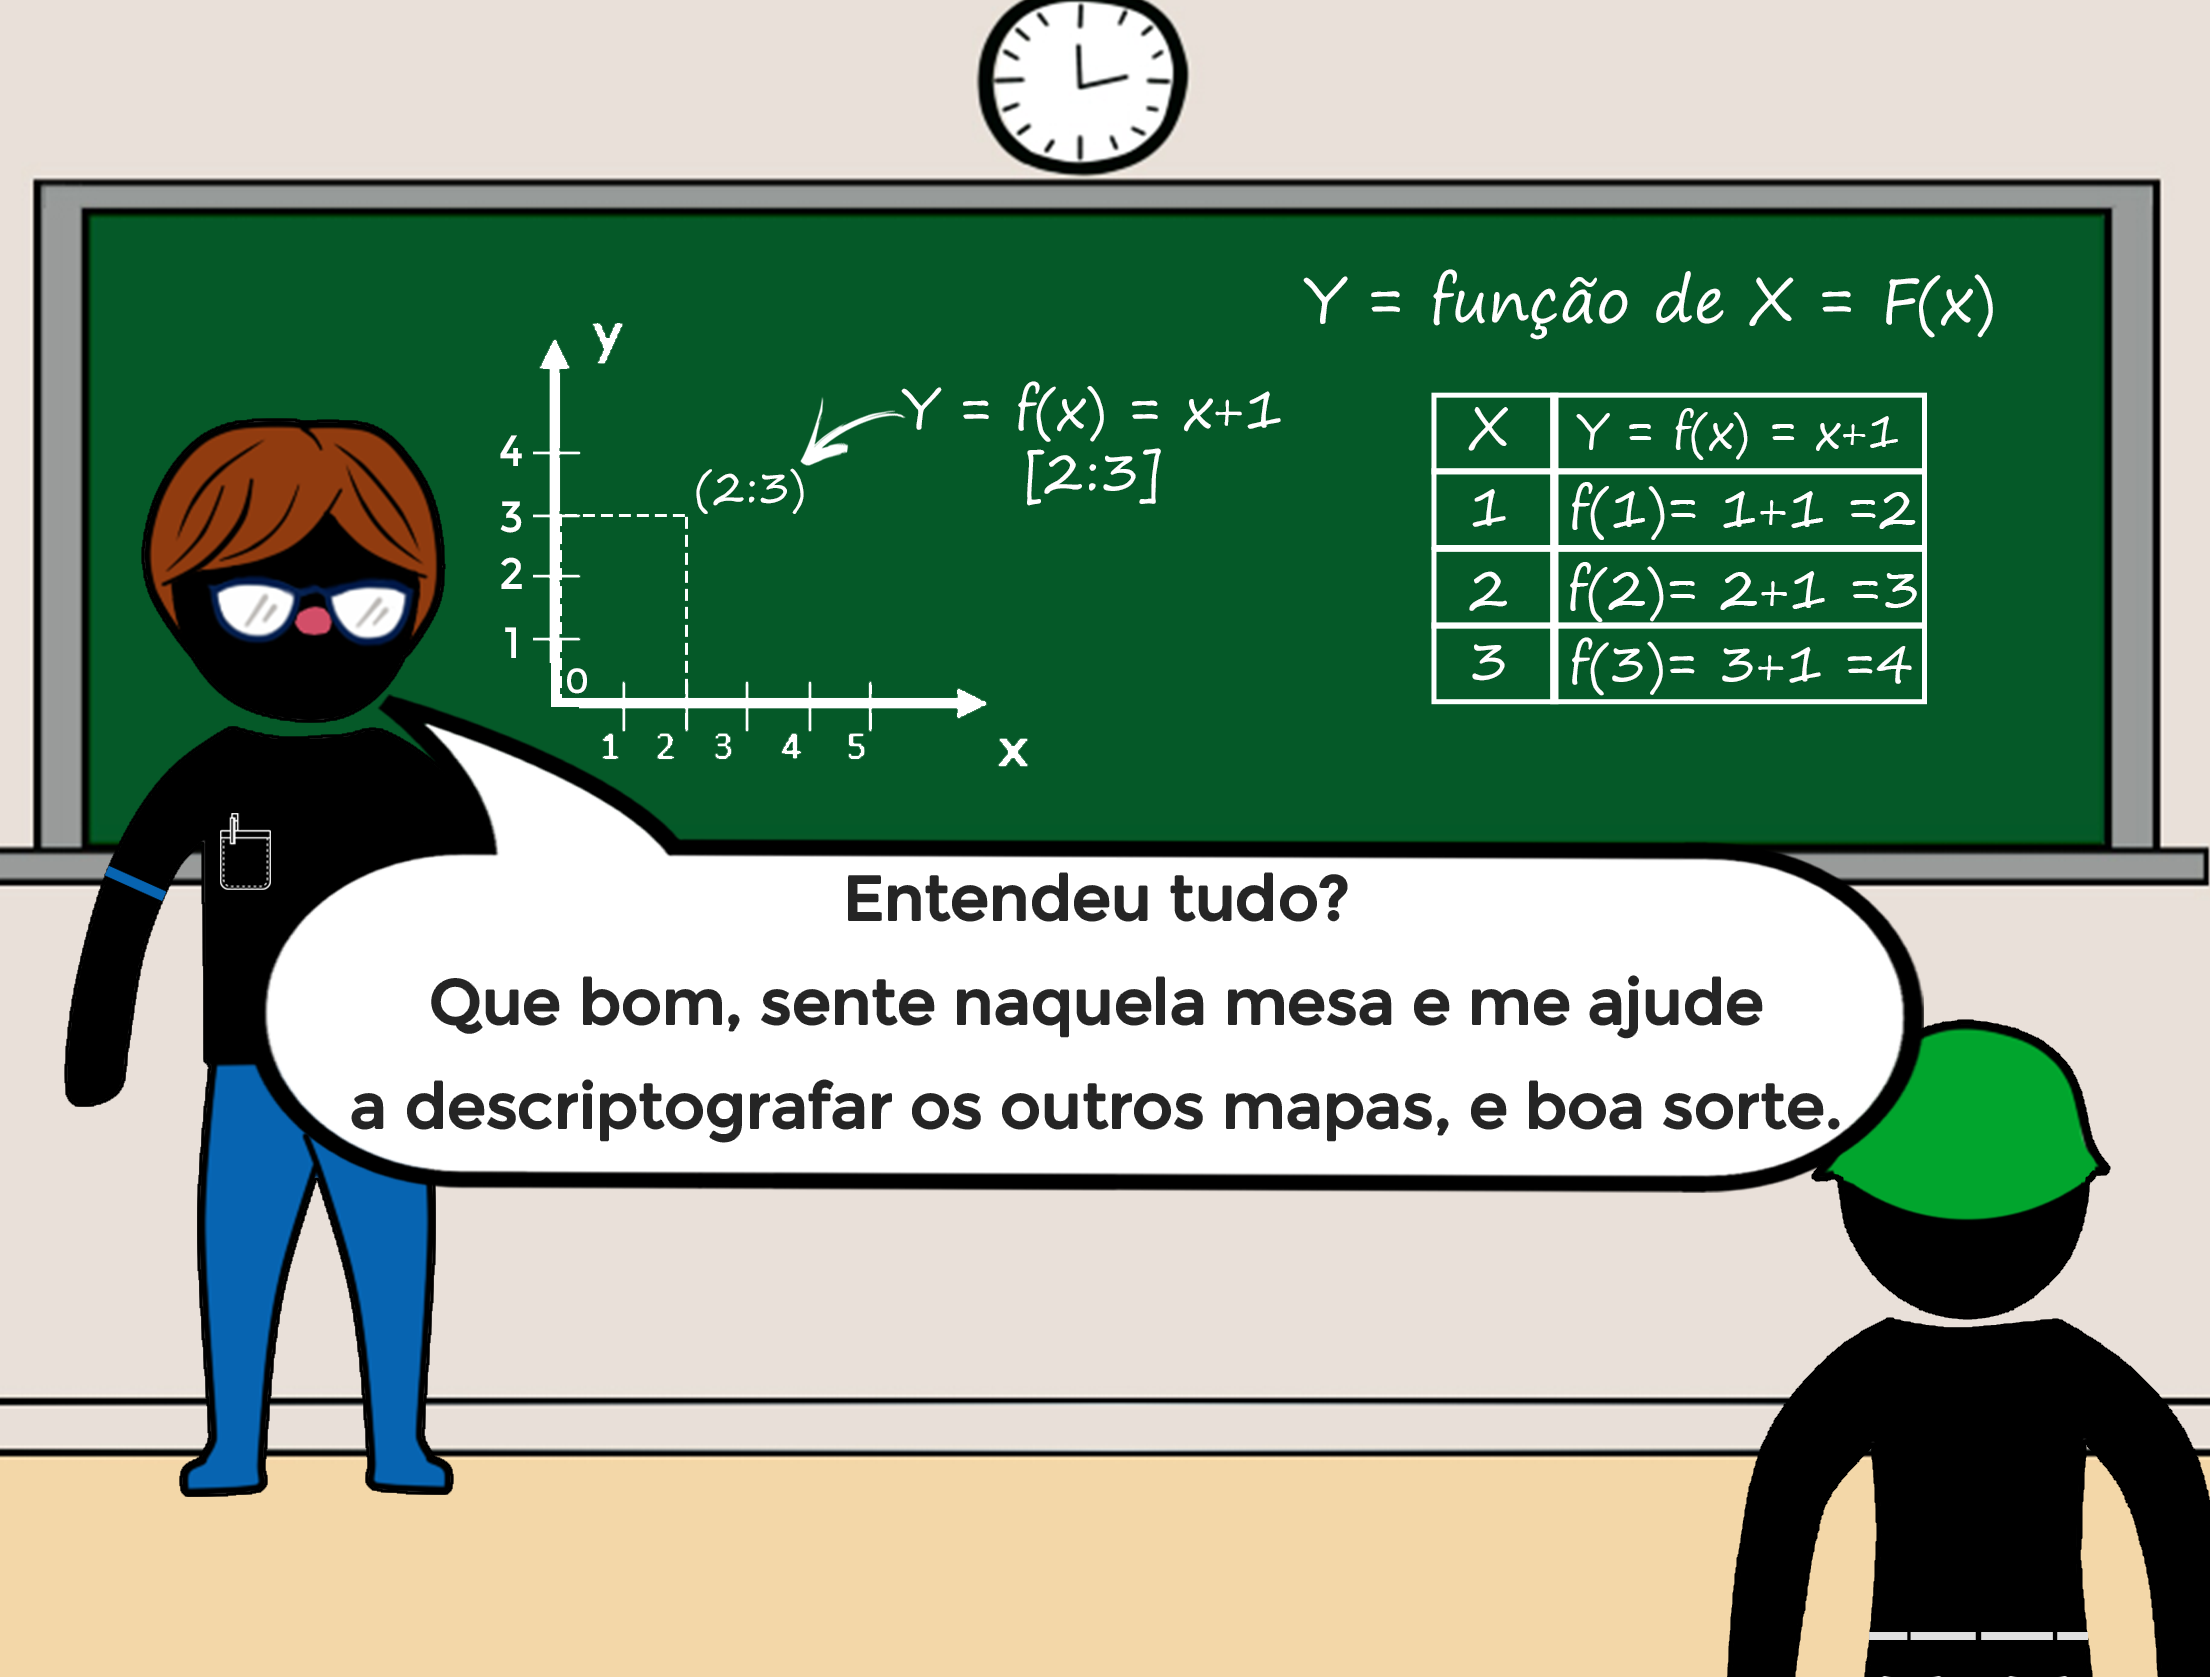 Y = função de X = F(x)
y
Y = f(x) = x+1
[2:3]
(2:3)
4
3
2
1
0
1 2 3 4 5
x
X Y = f(x) = x+1
1 f(1)= 1+1 =2
2 f(2)= 2+1 =3
3 f(3)= 3+1 =4
Entendeu tudo?
Que bom, sente naquela mesa e me ajude
a descriptografar os outros mapas, e boa sorte.